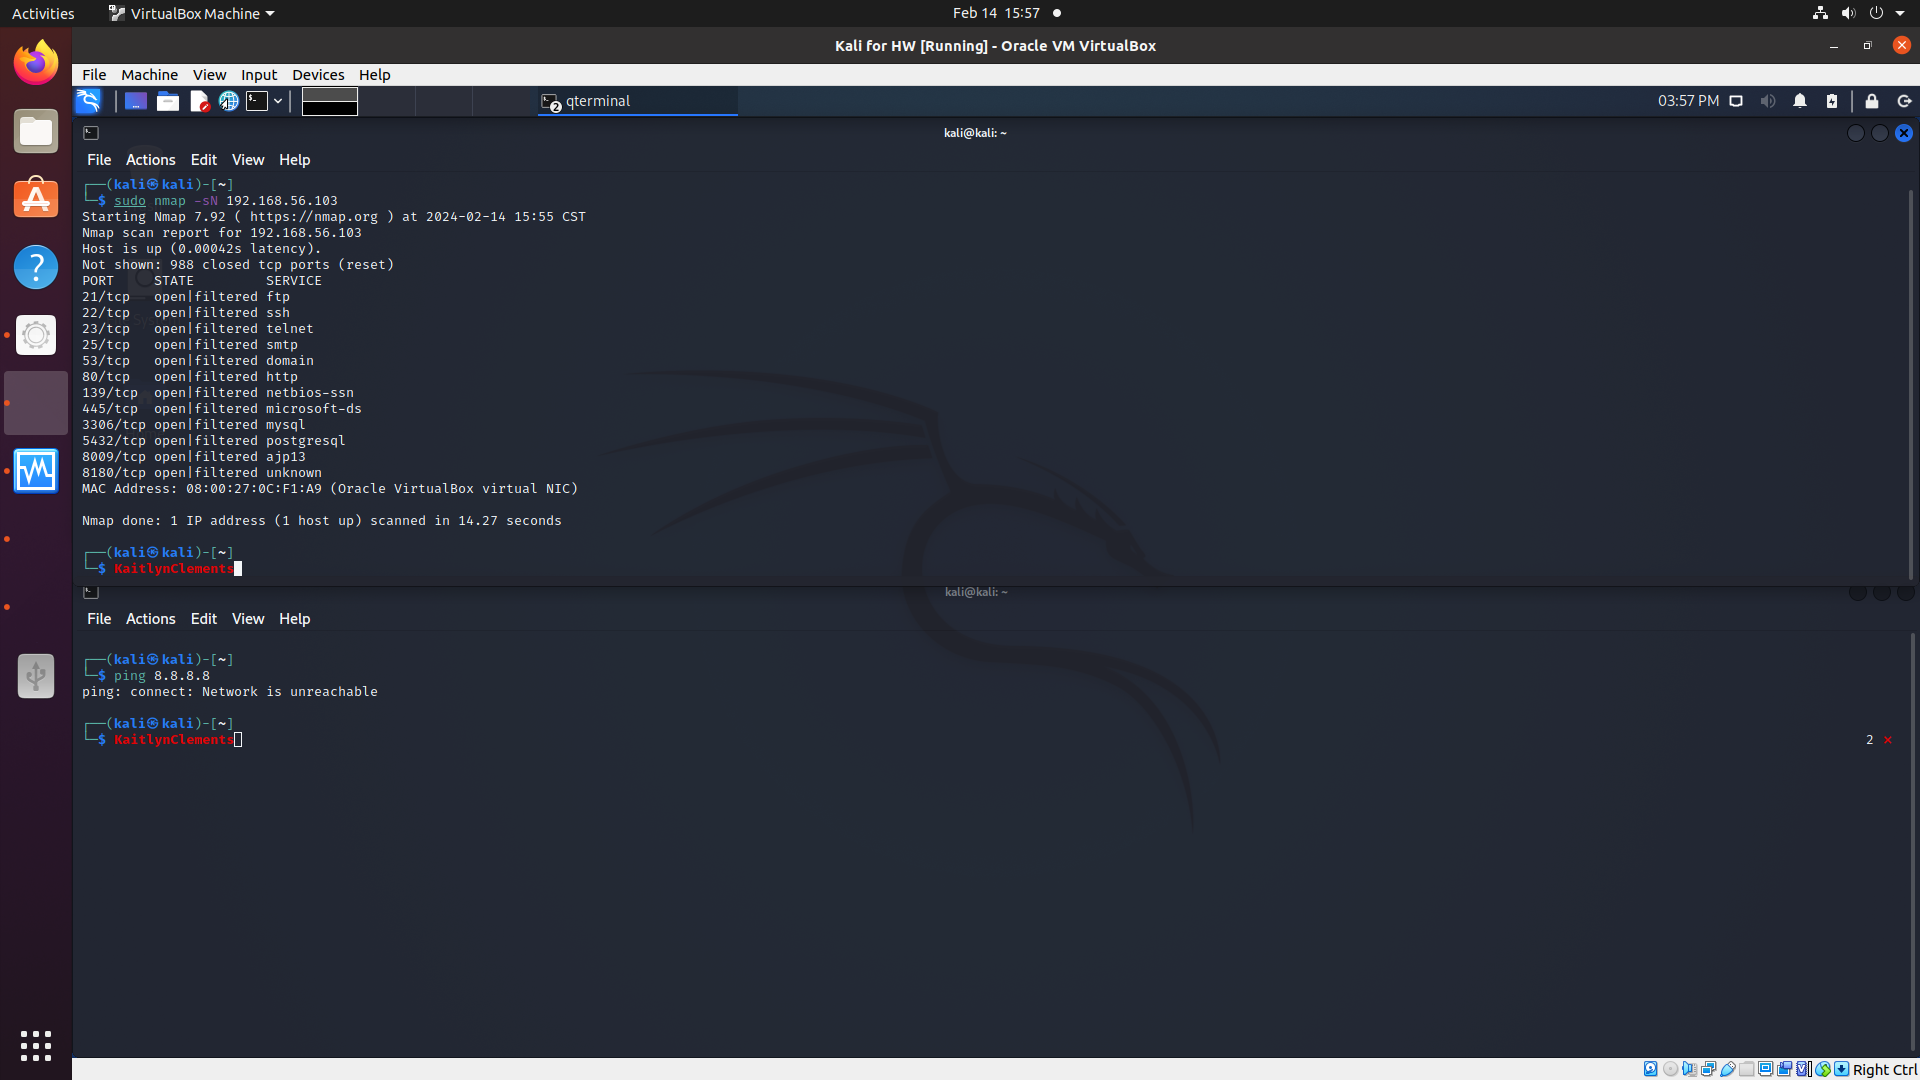 Activities
VirtualBox Machine
Feb 14 15:57
Kali for HW [Running] - Oracle VM VirtualBox
File Machine View Input Devices Help
2 qterminal
03:57 PM
kali@kali: ~
File Actions Edit View Help
┌──(kali㉿kali)-[~]
└─$ sudo nmap -sN 192.168.56.103
Starting Nmap 7.92 ( https://nmap.org ) at 2024-02-14 15:55 CST
Nmap scan report for 192.168.56.103
Host is up (0.00042s latency).
Not shown: 988 closed tcp ports (reset)
PORT     STATE         SERVICE
21/tcp   open|filtered ftp
22/tcp   open|filtered ssh
23/tcp   open|filtered telnet
25/tcp   open|filtered smtp
53/tcp   open|filtered domain
80/tcp   open|filtered http
139/tcp  open|filtered netbios-ssn
445/tcp  open|filtered microsoft-ds
3306/tcp open|filtered mysql
5432/tcp open|filtered postgresql
8009/tcp open|filtered ajp13
8180/tcp open|filtered unknown
MAC Address: 08:00:27:0C:F1:A9 (Oracle VirtualBox virtual NIC)
Nmap done: 1 IP address (1 host up) scanned in 14.27 seconds
┌──(kali㉿kali)-[~]
└─$ KaitlynClements
kali@kali: ~
File Actions Edit View Help
┌──(kali㉿kali)-[~]
└─$ ping 8.8.8.8
ping: connect: Network is unreachable
┌──(kali㉿kali)-[~]
└─$ KaitlynClements 2 ⨯
Right Ctrl